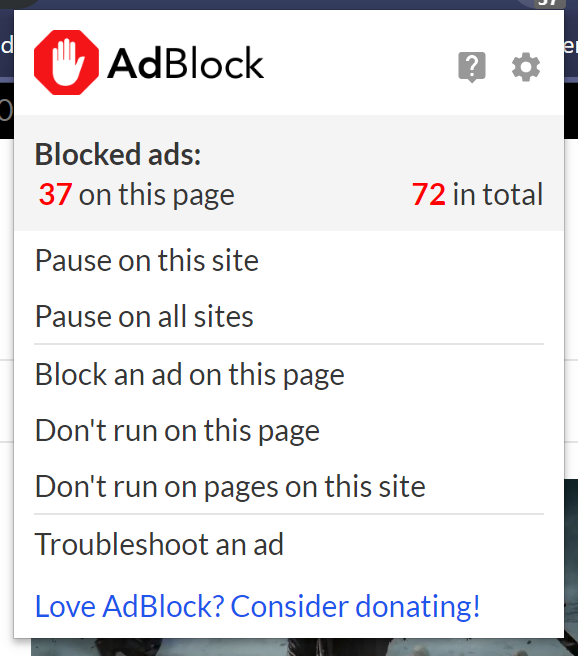 AdBlock
Blocked ads:
37 on this page 72 in total
Pause on this site
Pause on all sites
Block an ad on this page
Don't run on this page
Don't run on pages on this site
Troubleshoot an ad
Love AdBlock? Consider donating!